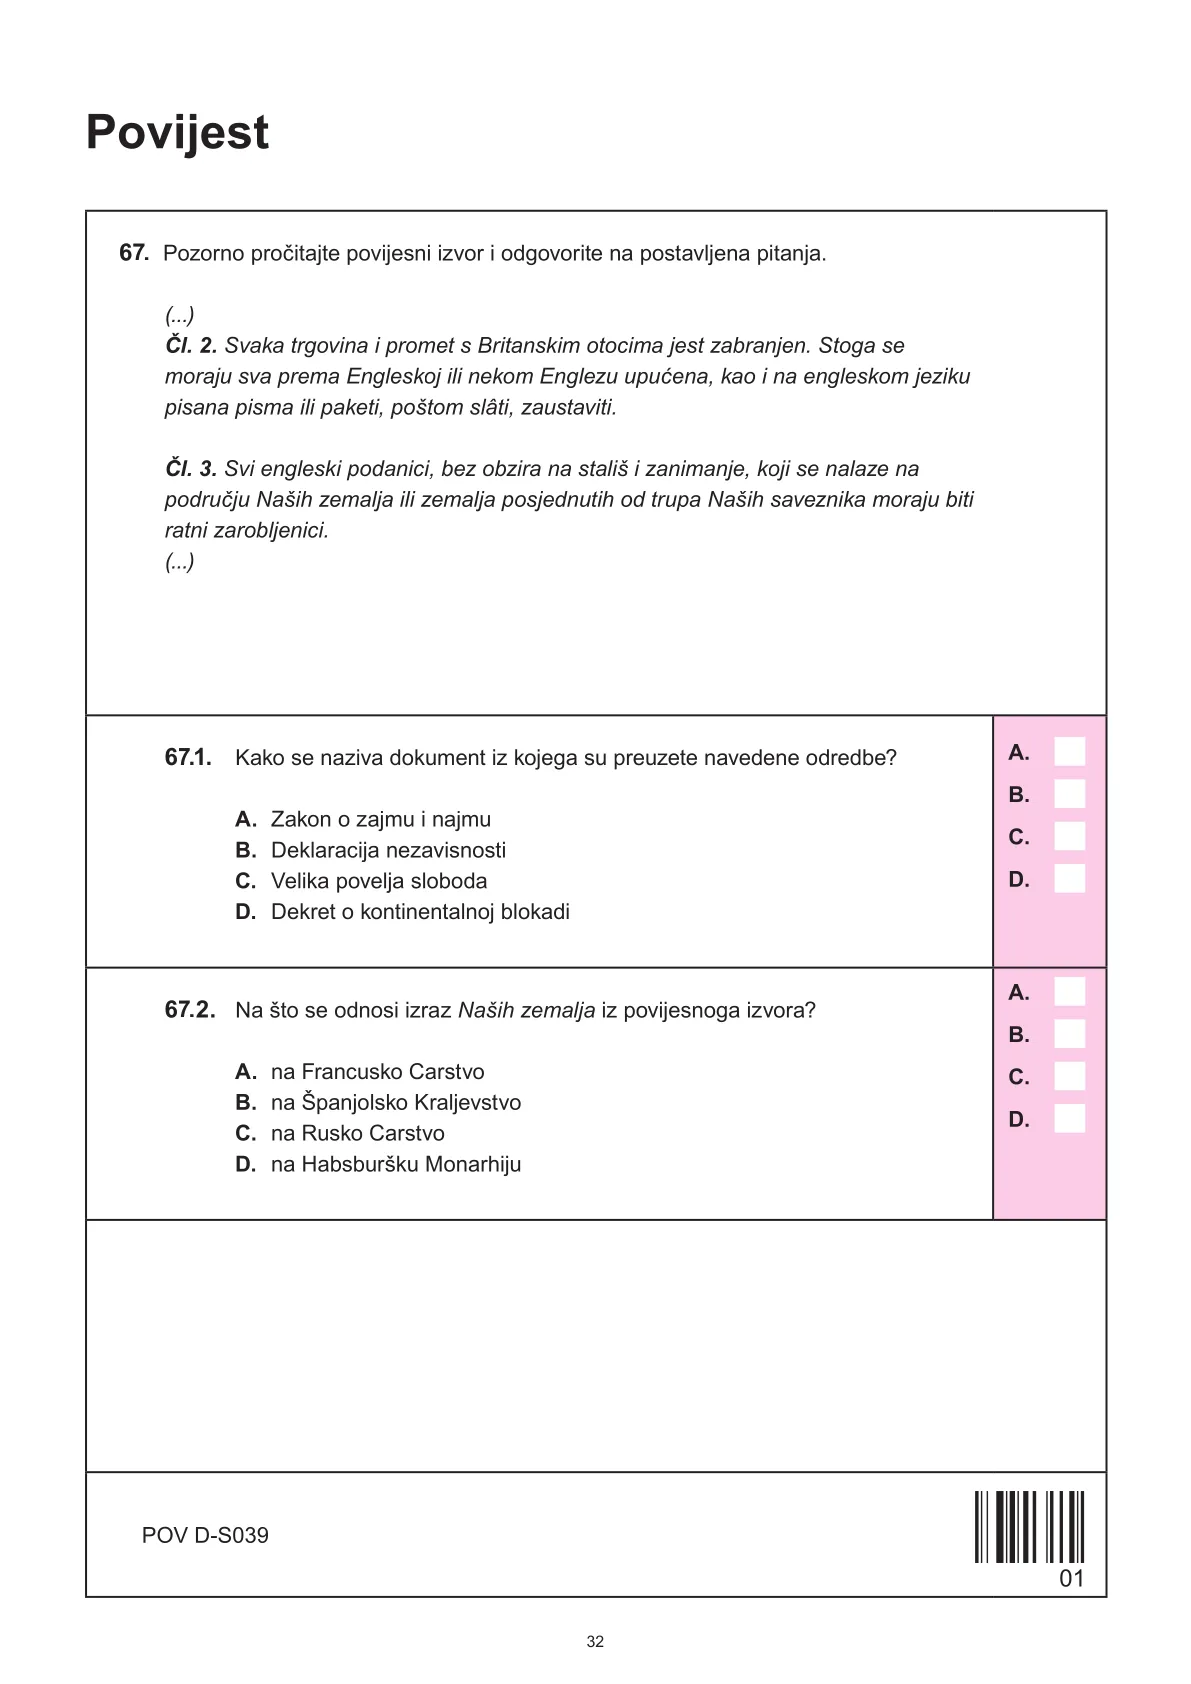 Povijest
67. Pozorno pročitajte povijesni izvor i odgovorite na postavljena pitanja.
(...)
Čl. 2. Svaka trgovina i promet s Britanskim otocima jest zabranjen. Stoga se
moraju sva prema Engleskoj ili nekom Englezu upućena, kao i na engleskom jeziku
pisana pisma ili paketi, poštom slâti, zaustaviti.
Čl. 3. Svi engleski podanici, bez obzira na stališ i zanimanje, koji se nalaze na
području Naših zemalja ili zemalja posjednutih od trupa Naših saveznika moraju biti
ratni zarobljenici.
(...)
67.1. Kako se naziva dokument iz kojega su preuzete navedene odredbe?
A. Zakon o zajmu i najmu
B. Deklaracija nezavisnosti
C. Velika povelja sloboda
D. Dekret o kontinentalnoj blokadi
A.
B.
C.
D.
67.2. Na što se odnosi izraz Naših zemalja iz povijesnoga izvora?
A. na Francusko Carstvo
B. na Španjolsko Kraljevstvo
C. na Rusko Carstvo
D. na Habsburšku Monarhiju
A.
B.
C.
D.
POV D-S039
01
32